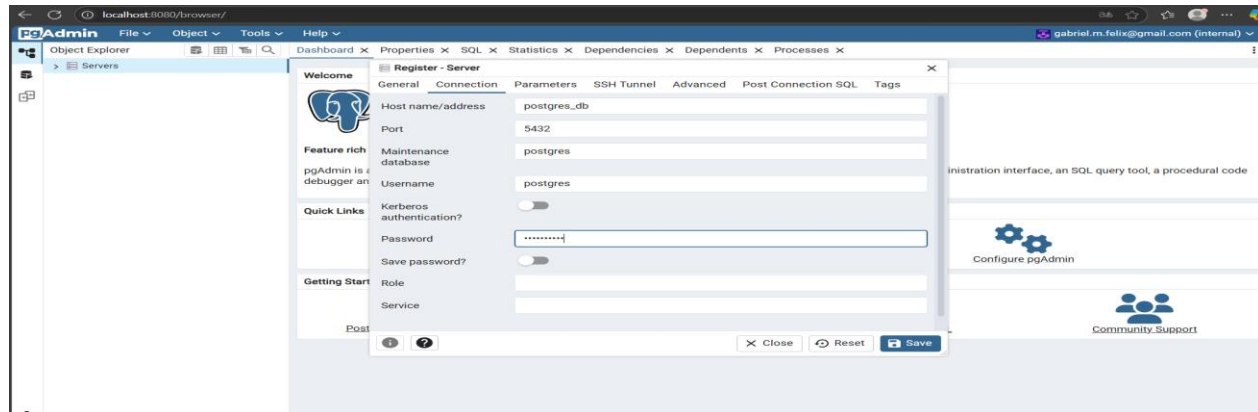 localhost:8080/browser/
pgAdmin File Object Tools Help
gabriel.m.felix@gmail.com (internal)
Object Explorer
Dashboard Properties SQL Statistics Dependencies Dependents Processes
Servers
Welcome
Register - Server
General Connection Parameters SSH Tunnel Advanced Post Connection SQL Tags
Host name/address postgres_db
Port 5432
Feature rich
Maintenance database postgres
pgAdmin is a
inistration interface, an SQL query tool, a procedural code
debugger an
Username postgres
Quick Links
Kerberos authentication?
Password ••••••••••
Configure pgAdmin
Save password?
Getting Start
Role
Service
Post
Community Support
Close Reset Save